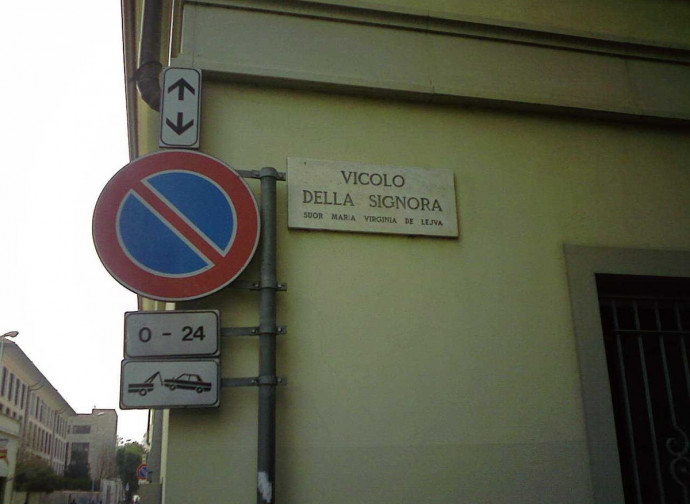 VICOLO
DELLA SIGNORA
SUOR MARIA VIRGINIA DE LEJVA
0 - 24